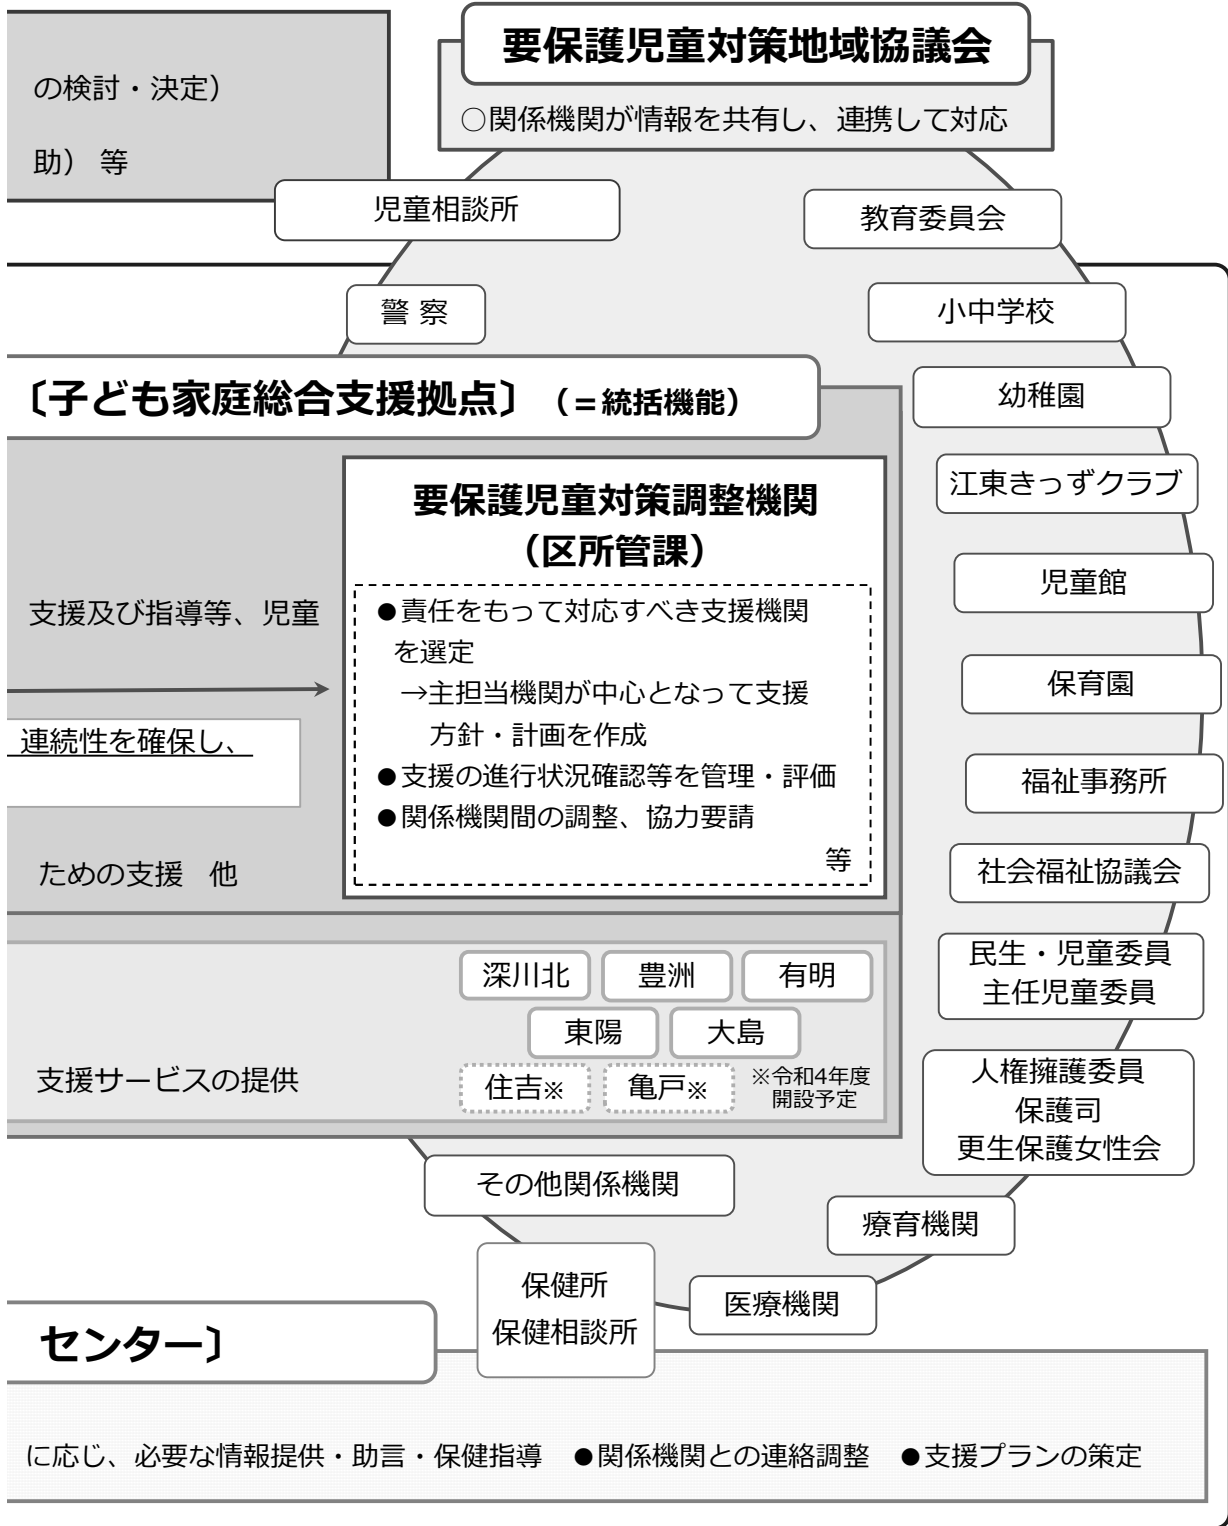 の検討・決定）
助） 等
要保護児童対策地域協議会
○関係機関が情報を共有し、連携して対応
児童相談所
教育委員会
警 察
小中学校
〔子ども家庭総合支援拠点〕（＝統括機能）
幼稚園
江東きっずクラブ
児童館
保育園
福祉事務所
社会福祉協議会
民生・児童委員
主任児童委員
人権擁護委員
保護司
更生保護女性会
療育機関
医療機関
保健所
保健相談所
その他関係機関
要保護児童対策調整機関
（区所管課）
●責任をもって対応すべき支援機関
を選定
→主担当機関が中心となって支援
方針・計画を作成
●支援の進行状況確認等を管理・評価
●関係機関間の調整、協力要請
等
支援及び指導等、児童
連続性を確保し、
ための支援　他
支援サービスの提供
深川北
豊洲
有明
東陽
大島
住吉※
亀戸※
※令和4年度
開設予定
センター〕
に応じ、必要な情報提供・助言・保健指導　●関係機関との連絡調整　●支援プランの策定